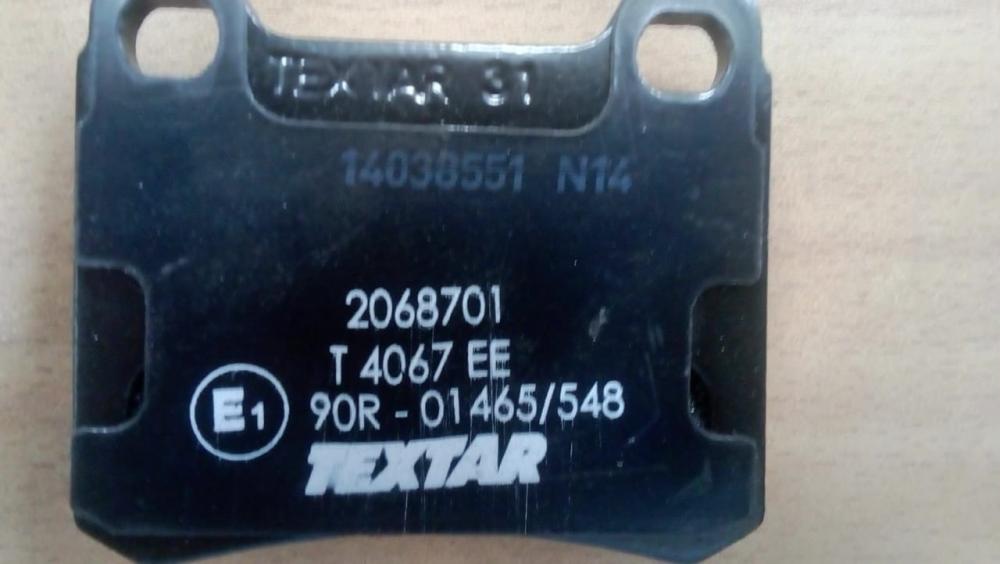 TEXTAR 31
14038551 N14
2068701
T 4067 EE
E1 90R - 01465/548
TEXTAR